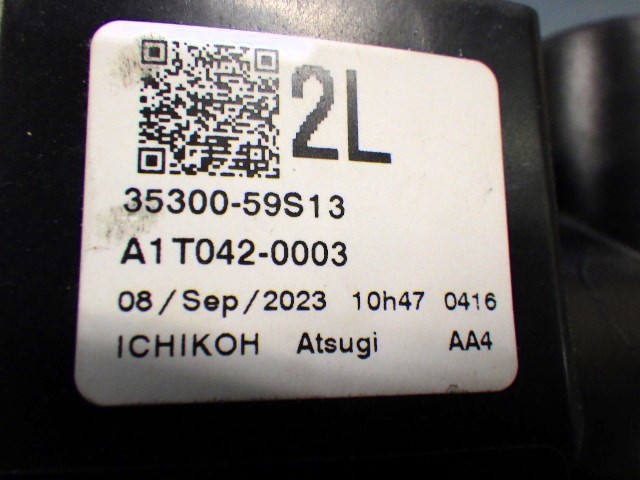 2L
35300-59S13
A1T042-0003
08/Sep/2023 10h47 0416
ICHIKOH Atsugi AA4